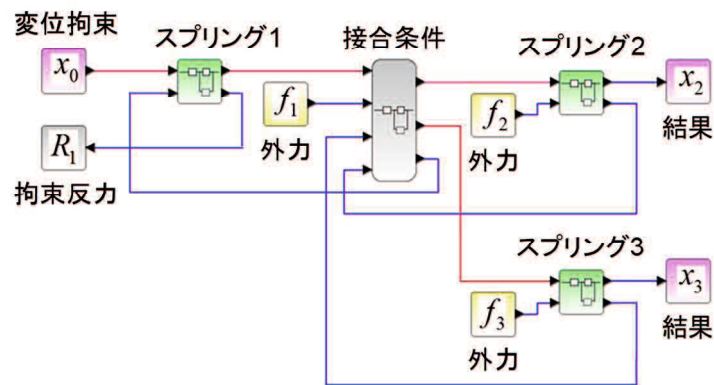 変位拘束
スプリング1
接合条件
スプリング2
x₀
f₁
f₂
x₂
外力
外力
結果
R₁
拘束反力
スプリング3
f₃
x₃
外力
結果